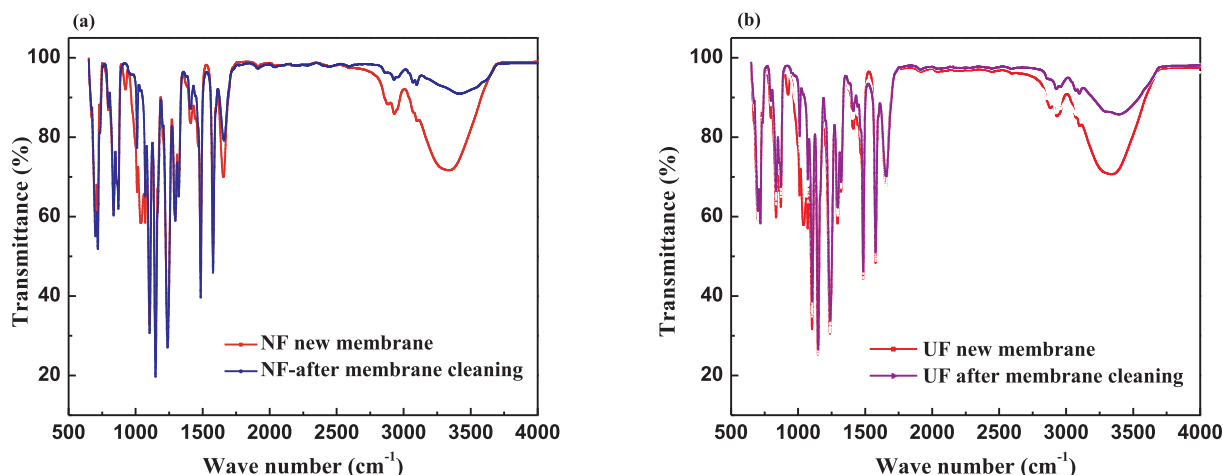 (a)
Transmittance (%)
100
80
60
40
20
NF new membrane
NF-after membrane cleaning
500 1000 1500 2000 2500 3000 3500 4000
Wave number (cm⁻¹)
(b)
Transmittance (%)
100
80
60
40
20
UF new membrane
UF after membrane cleaning
500 1000 1500 2000 2500 3000 3500 4000
Wave number (cm⁻¹)